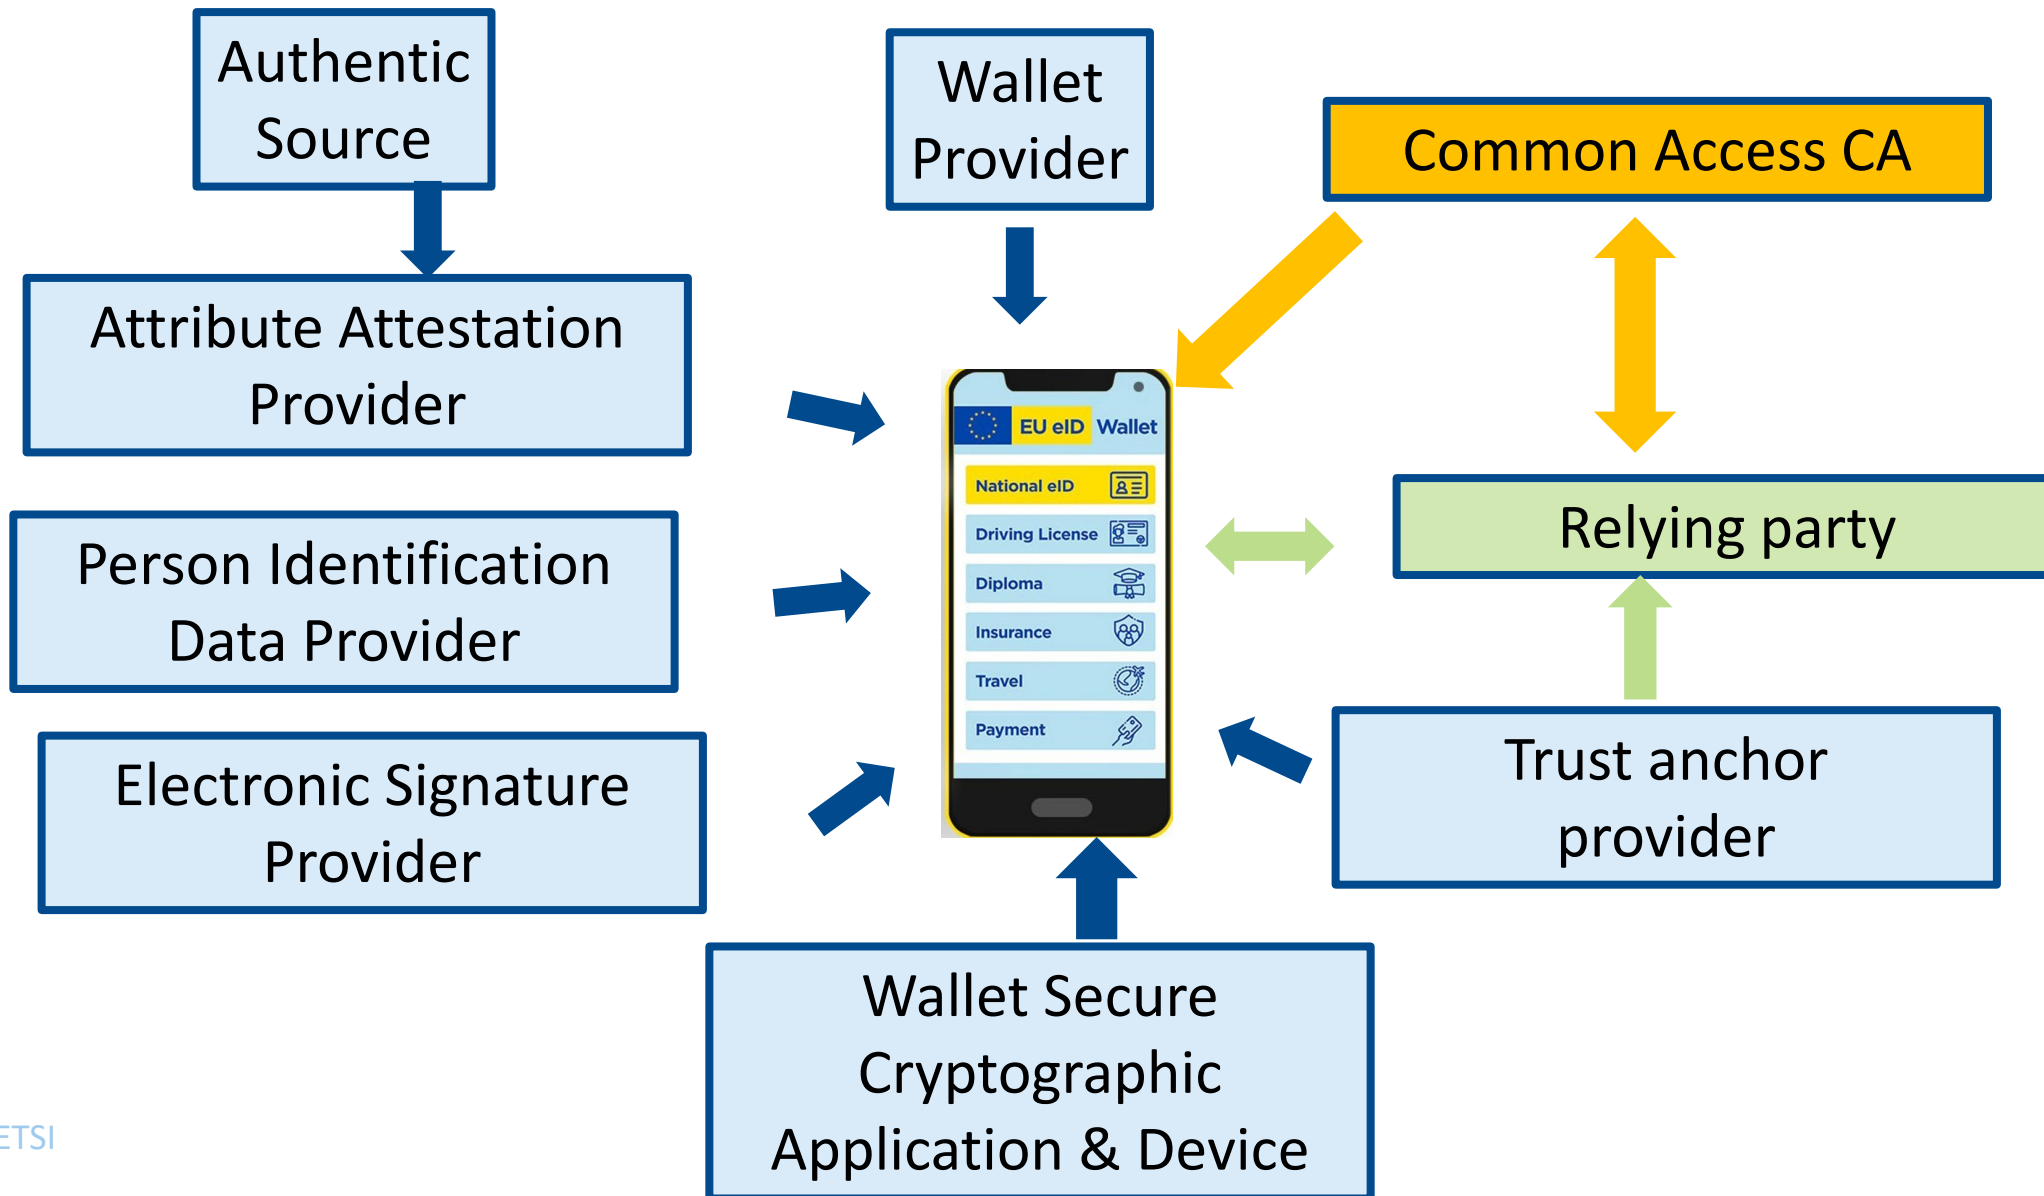 Authentic
Source
Wallet
Provider
Common Access CA
Attribute Attestation
Provider
EU eID Wallet
National eID
Driving License
Diploma
Insurance
Travel
Payment
Person Identification
Data Provider
Relying party
Electronic Signature
Provider
Trust anchor
provider
Wallet Secure
Cryptographic
Application & Device
ETSI